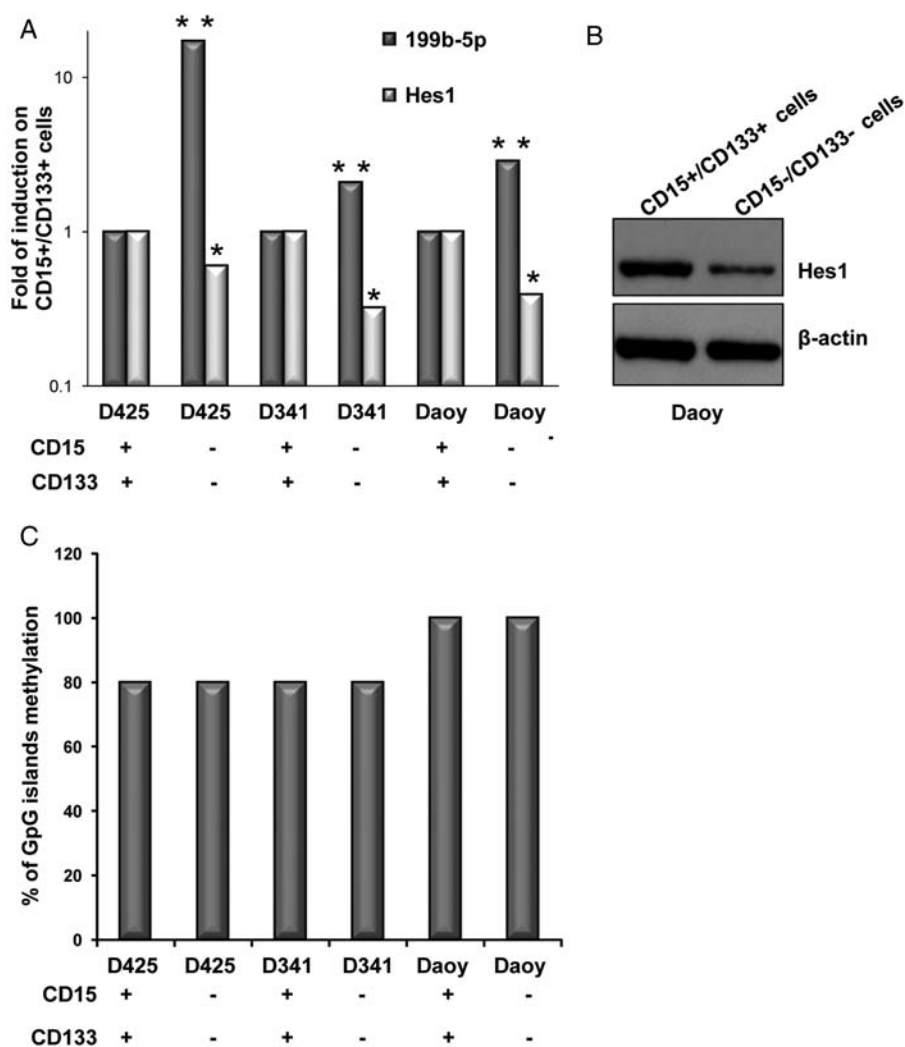 A
Fold of induction on
CD15+/CD133+ cells
10
1
0.1
* *
*
* *
*
* *
*
199b-5p
Hes1
D425 D425 D341 D341 Daoy Daoy
CD15 + - + - + -
CD133 + - + - + -
B
CD15+/CD133+ cells
CD15-/CD133- cells
Hes1
β-actin
Daoy
C
% of GpG islands methylation
120
100
80
60
40
20
0
D425 D425 D341 D341 Daoy Daoy
CD15 + - + - + -
CD133 + - + - + -